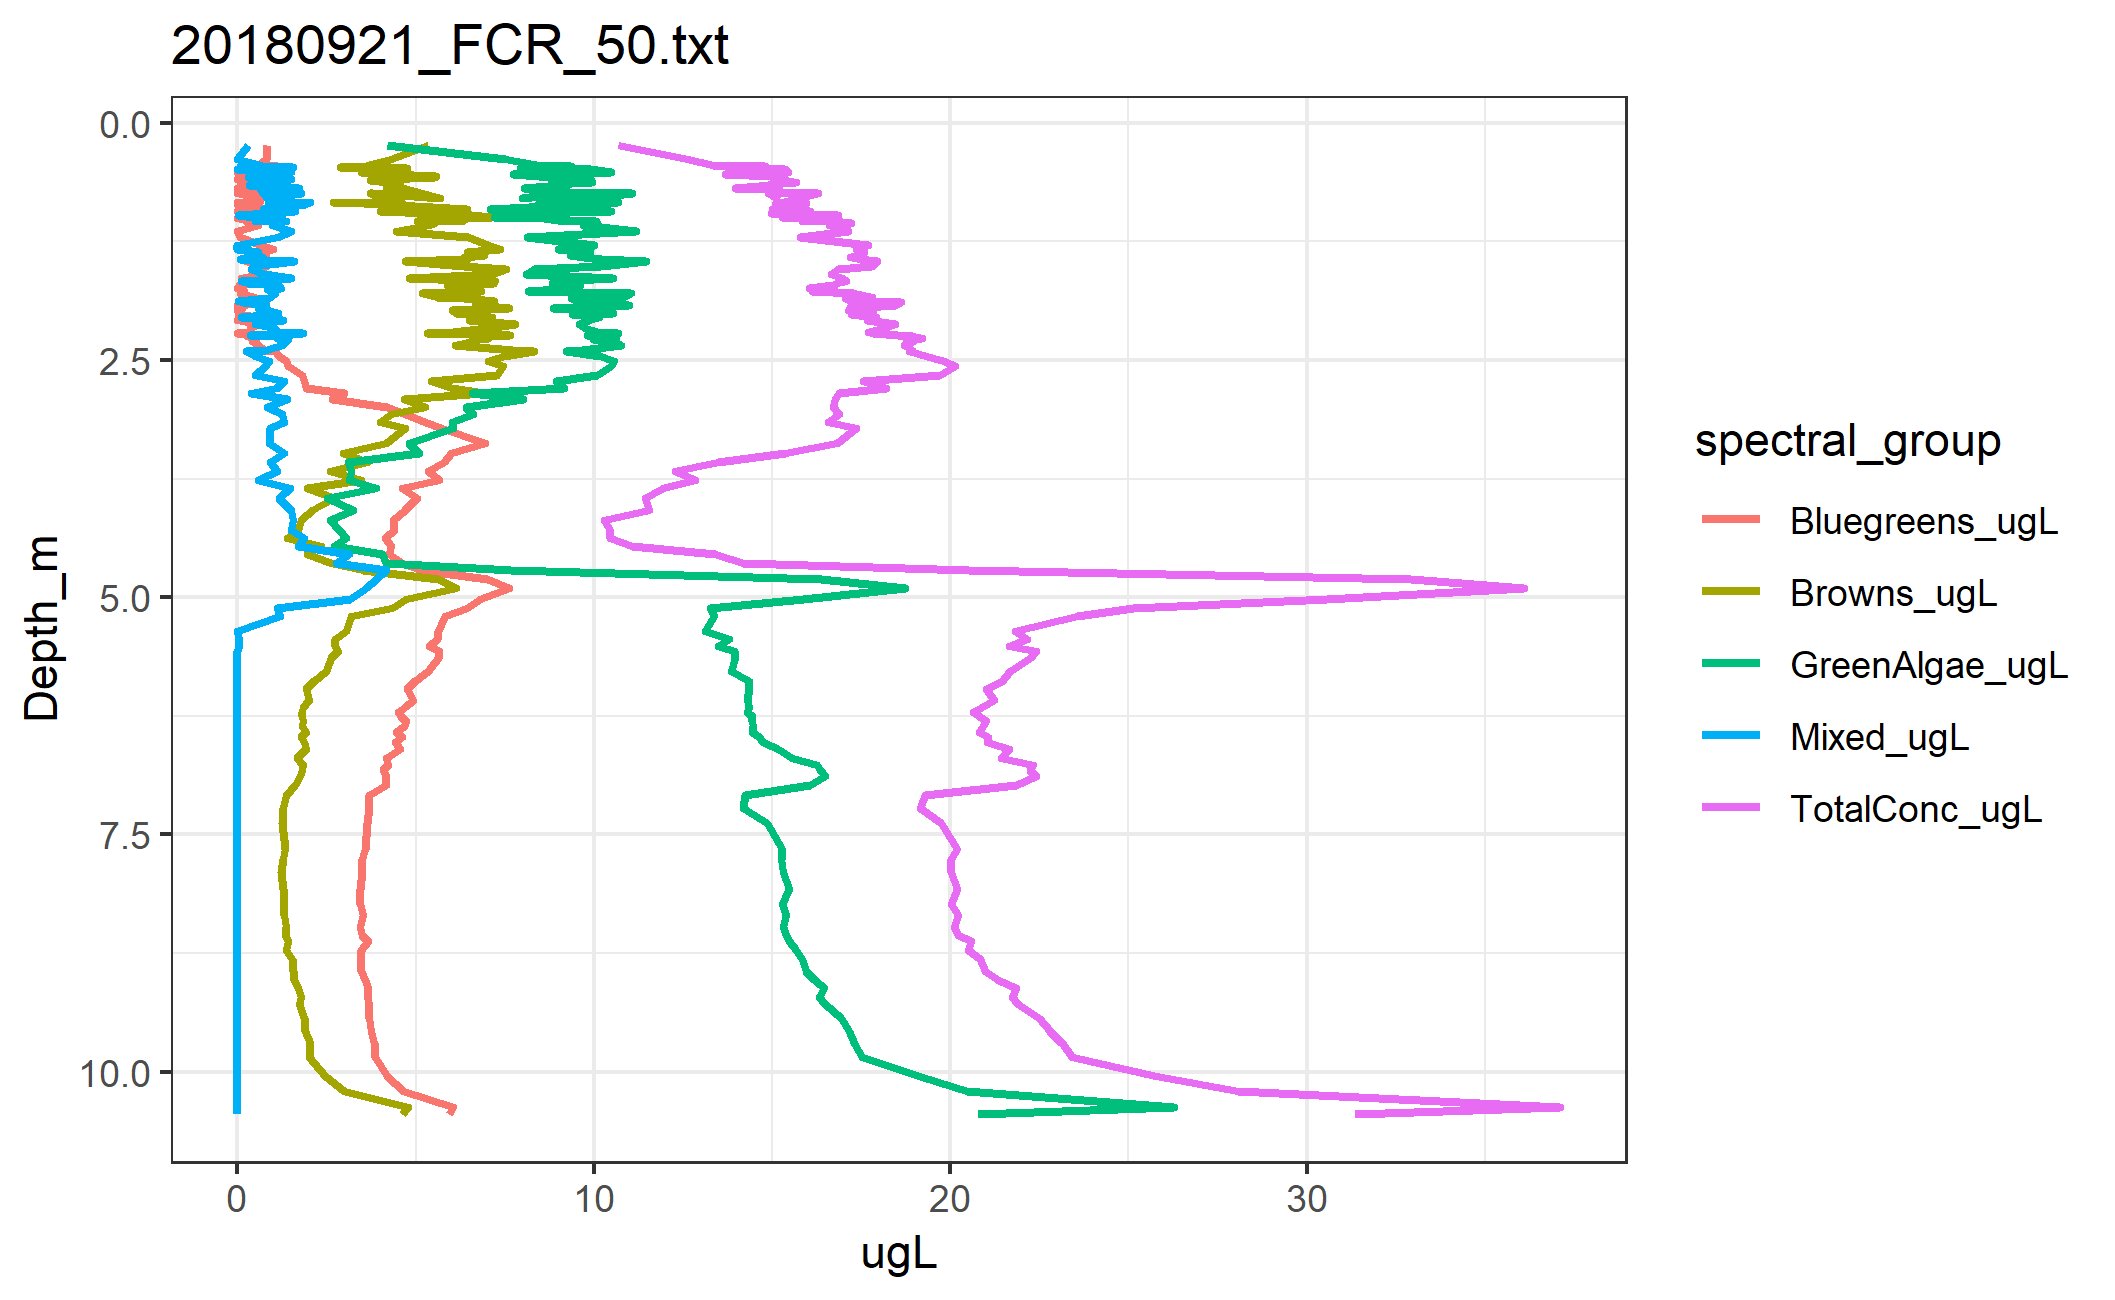 20180921_FCR_50.txt
0.0
2.5
5.0
7.5
10.0
Depth_m
0
10
20
30
ugL
spectral_group
Bluegreens_ugL
Browns_ugL
GreenAlgae_ugL
Mixed_ugL
TotalConc_ugL